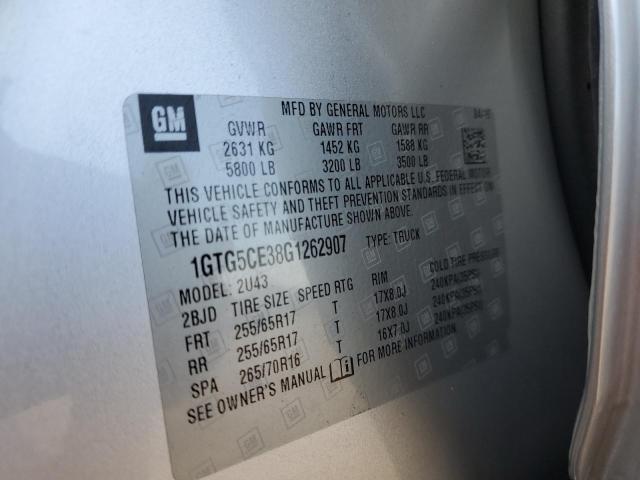 GM
MFD BY GENERAL MOTORS LLC
GVWR GAWR FRT GAWR RR
2631 KG 1452 KG 1588 KG
5800 LB 3200 LB 3500 LB
THIS VEHICLE CONFORMS TO ALL APPLICABLE U.S. FEDERAL MOTOR
VEHICLE SAFETY AND THEFT PREVENTION STANDARDS IN EFFECT ON
THE DATE OF MANUFACTURE SHOWN ABOVE.
1GTG5CE38G1262907 TYPE: TRUCK
MODEL: 2U43
2BJD TIRE SIZE SPEED RTG RIM COLD TIRE PRESSURE
FRT 255/65R17 T 17X8.0J 240KPA(35PSI)
RR 255/65R17 T 17X8.0J 240KPA(35PSI)
SPA 265/70R16 T 16X7.0J 240KPA(35PSI)
SEE OWNER'S MANUAL FOR MORE INFORMATION